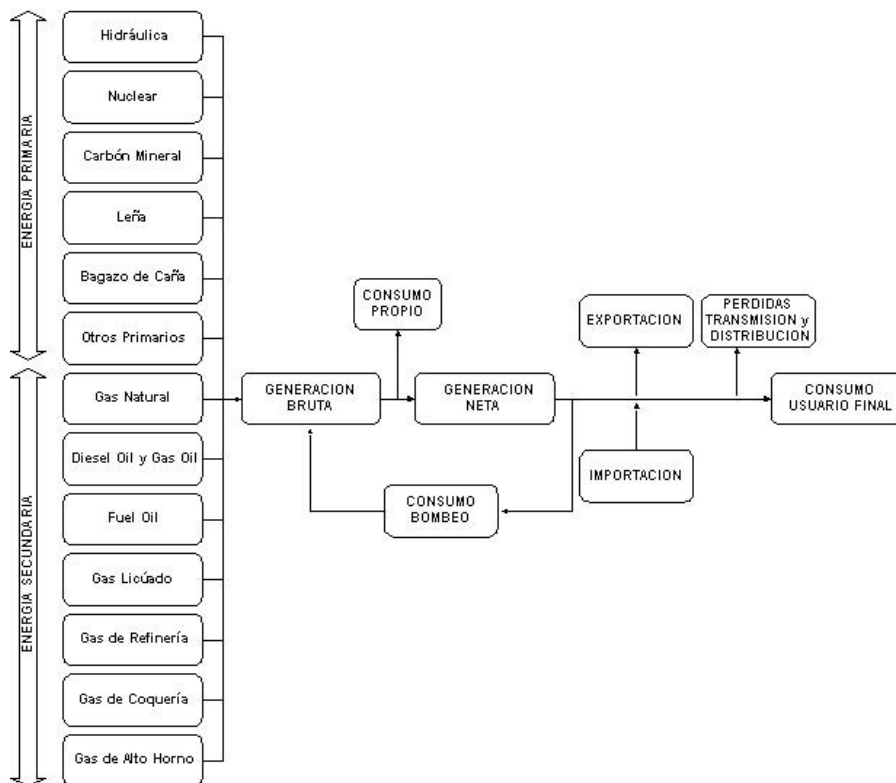 ENERGIA PRIMARIA
Hidráulica
Nuclear
Carbón Mineral
Leña
Bagazo de Caña
Otros Primarios
ENERGIA SECUNDARIA
Gas Natural
Diesel Oil y Gas Oil
Fuel Oil
Gas Licúado
Gas de Refinería
Gas de Coquería
Gas de Alto Horno
GENERACION
BRUTA
CONSUMO
PROPIO
GENERACION
NETA
CONSUMO
BOMBEO
EXPORTACION
IMPORTACION
PERDIDAS
TRANSMISION y
DISTRIBUCION
CONSUMO
USUARIO FINAL